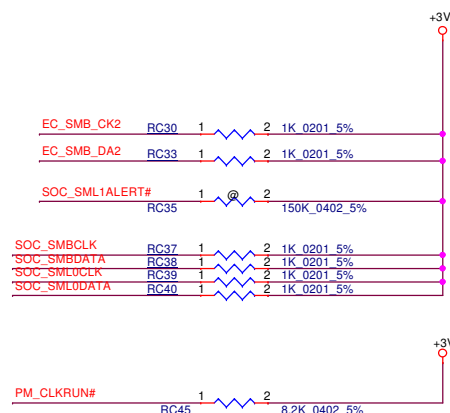 +3V
EC_SMB_CK2 RC30 1 2 1K_0201_5%
EC_SMB_DA2 RC33 1 2 1K_0201_5%
SOC_SML1ALERT# 1 @ 2
RC35 150K_0402_5%
SOC_SMBCLK RC37 1 2 1K_0201_5%
SOC_SMBDATA RC38 1 2 1K_0201_5%
SOC_SML0CLK RC39 1 2 1K_0201_5%
SOC_SML0DATA RC40 1 2 1K_0201_5%
+3V
PM_CLKRUN# 1 2
RC45 8.2K_0402_5%